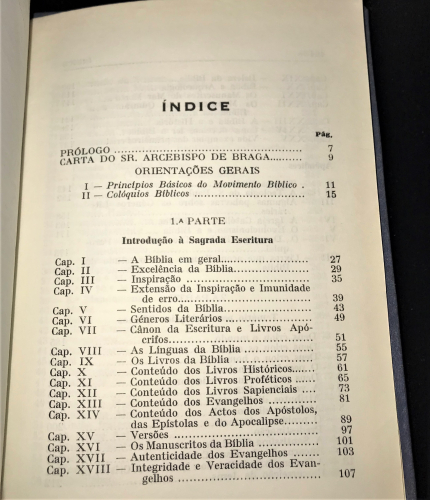 ÍNDICE
Pág.
PRÓLOGO ........................................................ 7
CARTA DO SR. ARCEBISPO DE BRAGA.......... 9
ORIENTAÇÕES GERAIS
I — Princípios Básicos do Movimento Bíblico . 11
II — Colóquios Bíblicos ................................ 15
1.ª PARTE
Introdução à Sagrada Escritura
Cap. I — A Bíblia em geral........................ 27
Cap. II — Excelência da Bíblia..................... 29
Cap. III — Inspiração ................................. 35
Cap. IV — Extensão da Inspiração e Imunidade
de erro.................................... 39
Cap. V — Sentidos da Bíblia........................ 43
Cap. VI — Géneros Literários ..................... 49
Cap. VII — Cânon da Escritura e Livros Apó-
crifos....................................... 51
Cap. VIII — As Línguas da Bíblia .................. 55
Cap. IX — Os Livros da Bíblia ..................... 57
Cap. X — Conteúdo dos Livros Históricos...... 61
Cap. XI — Conteúdo dos Livros Proféticos ..... 65
Cap. XII — Conteúdo dos Livros Sapienciais .... 73
Cap. XIII — Conteúdo dos Evangelhos ............ 81
Cap. XIV — Conteúdo dos Actos dos Apóstolos,
das Epístolas e do Apocalipse........ 89
Cap. XV — Versões .................................... 97
Cap. XVI — Os Manuscritos da Bíblia ............ 101
Cap. XVII — Autenticidade dos Evangelhos ...... 103
Cap. XVIII — Integridade e Veracidade dos Evan-
gelhos .................................... 107